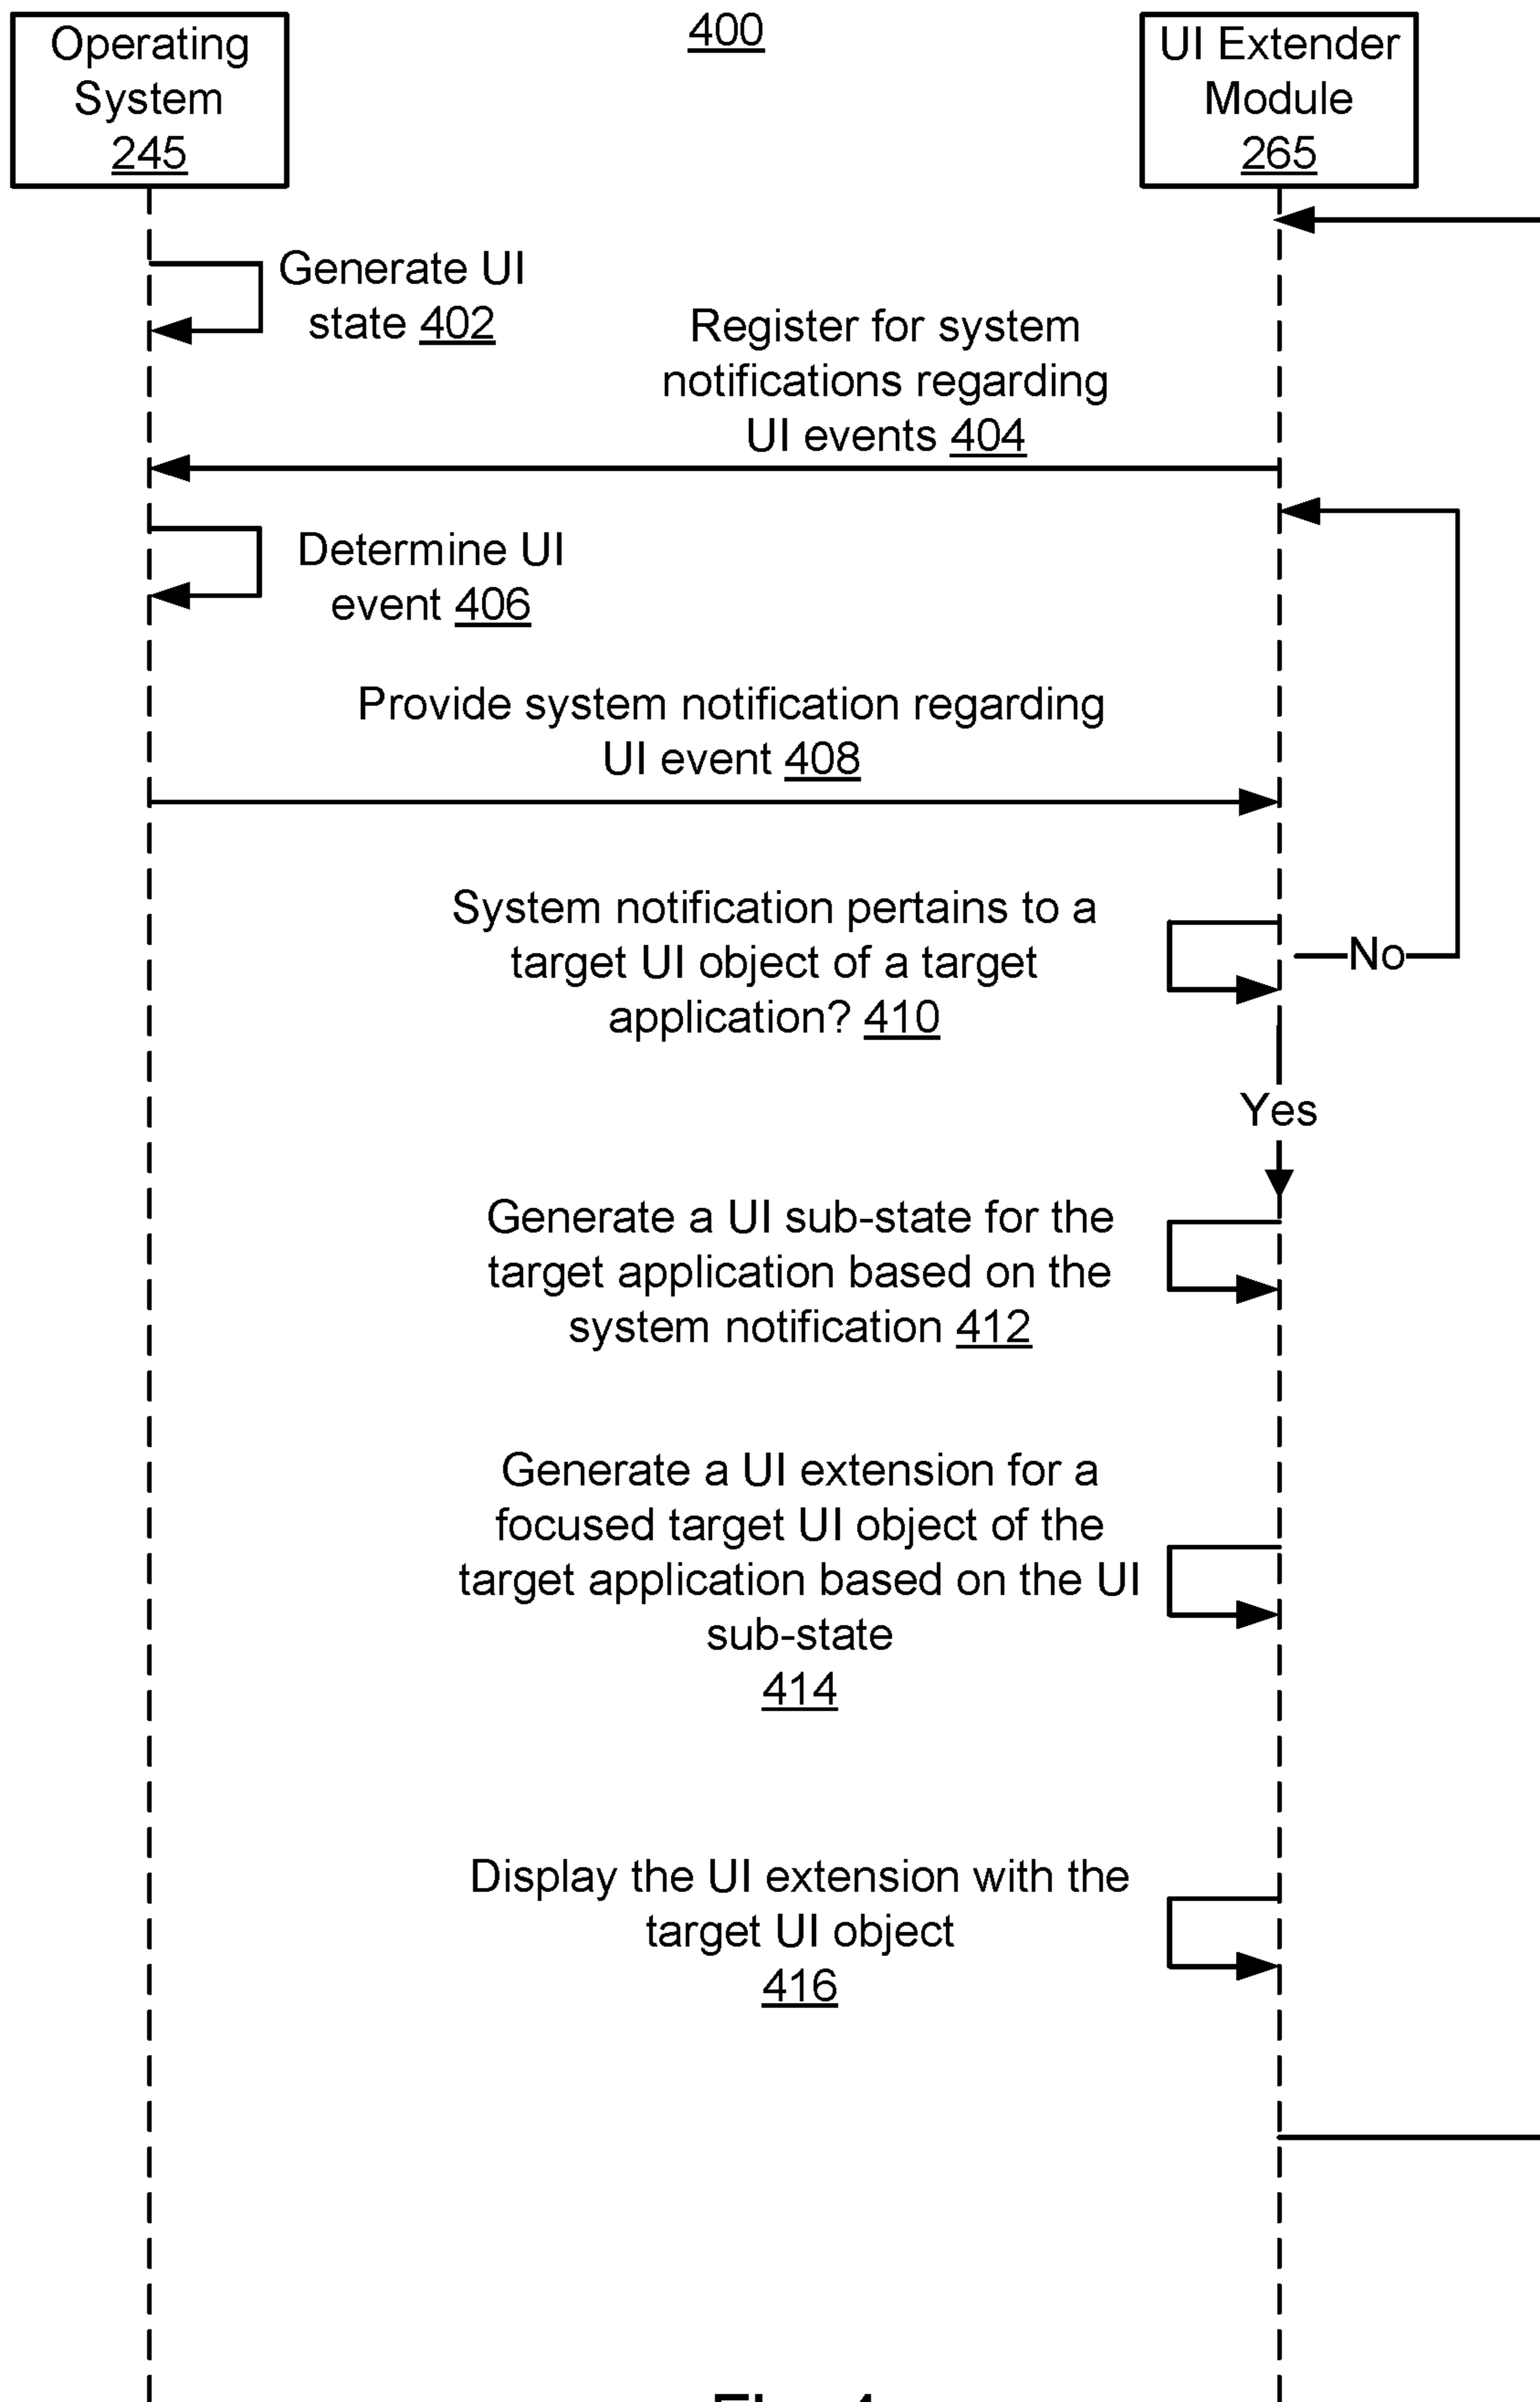 400
Operating
System
245
UI Extender
Module
265
Generate UI
state 402
Register for system
notifications regarding
UI events 404
Determine UI
event 406
Provide system notification regarding
UI event 408
System notification pertains to a
target UI object of a target
application? 410
No
Yes
Generate a UI sub-state for the
target application based on the
system notification 412
Generate a UI extension for a
focused target UI object of the
target application based on the UI
sub-state
414
Display the UI extension with the
target UI object
416